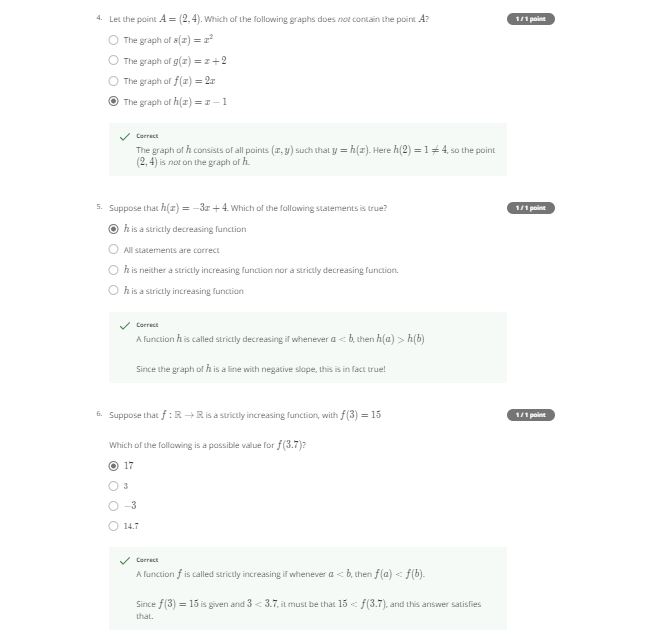 4. Let the point A = (2, 4). Which of the following graphs does not contain the point A?
1 / 1 point
The graph of s(x) = x²
The graph of g(x) = x + 2
The graph of f(x) = 2x
The graph of h(x) = x − 1
Correct
The graph of h consists of all points (x, y) such that y = h(x). Here h(2) = 1 ≠ 4, so the point
(2, 4) is not on the graph of h.
5. Suppose that h(x) = −3x + 4. Which of the following statements is true?
1 / 1 point
h is a strictly decreasing function
All statements are correct
h is neither a strictly increasing function nor a strictly decreasing function.
h is a strictly increasing function
Correct
A function h is called strictly decreasing if whenever a < b, then h(a) > h(b)
Since the graph of h is a line with negative slope, this is in fact true!
6. Suppose that f : ℝ → ℝ is a strictly increasing function, with f(3) = 15
1 / 1 point
Which of the following is a possible value for f(3.7)?
17
3
−3
14.7
Correct
A function f is called strictly increasing if whenever a < b, then f(a) < f(b).
Since f(3) = 15 is given and 3 < 3.7, it must be that 15 < f(3.7), and this answer satisfies
that.